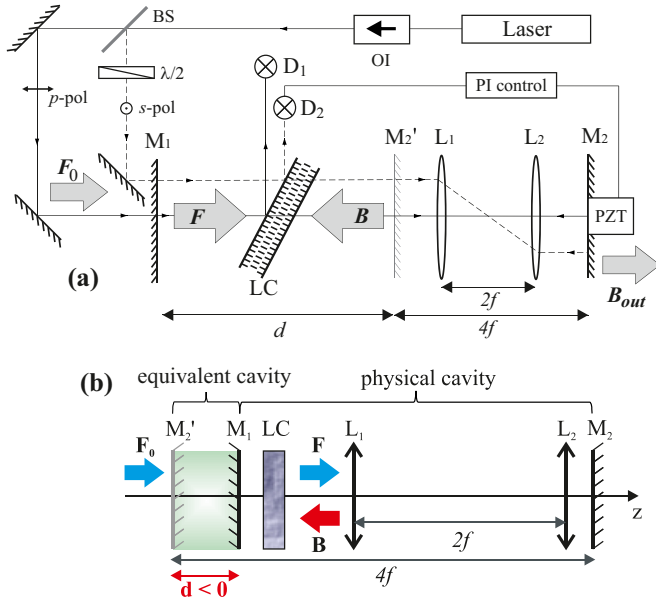 BS
OI
Laser
λ/2
D₁
D₂
PI control
p-pol
s-pol
M₁
M₂'
L₁
L₂
M₂
F₀
F
B
PZT
(a)
LC
2f
B_out
d
4f
(b)
equivalent cavity
physical cavity
M₂'
M₁
LC
L₁
L₂
M₂
F₀
F
B
z
2f
4f
d < 0